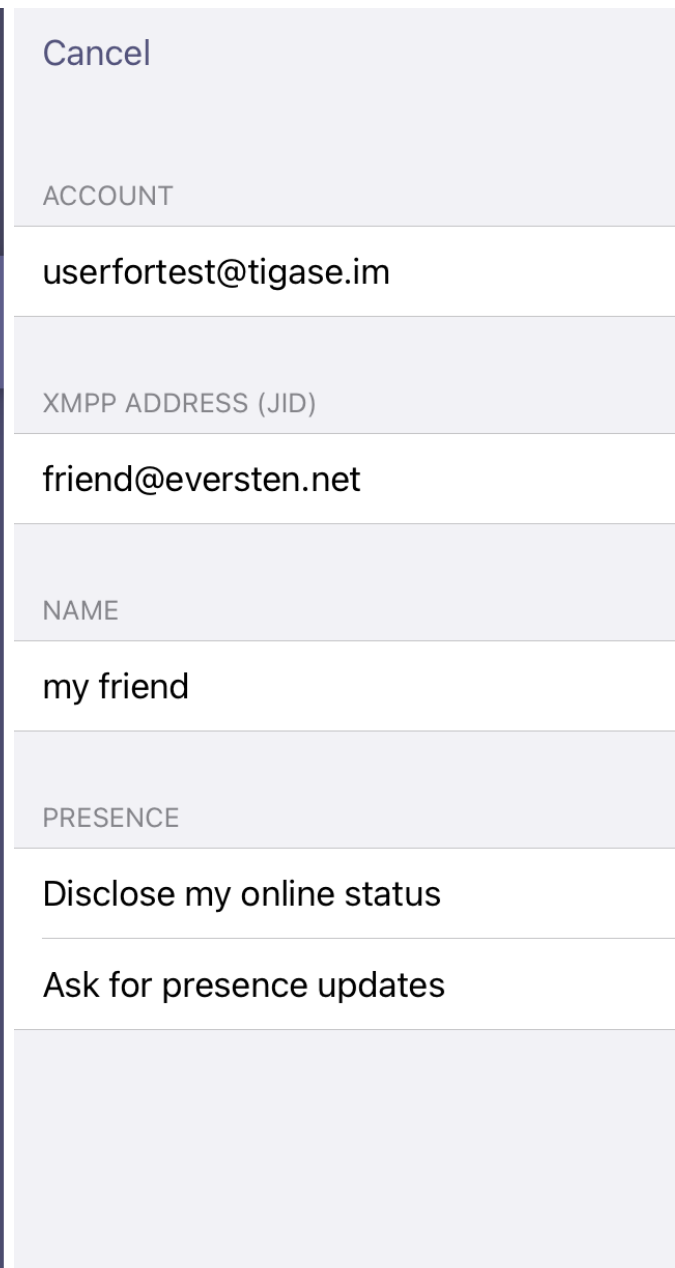 Cancel
ACCOUNT
userfortest@tigase.im
XMPP ADDRESS (JID)
friend@eversten.net
NAME
my friend
PRESENCE
Disclose my online status
Ask for presence updates